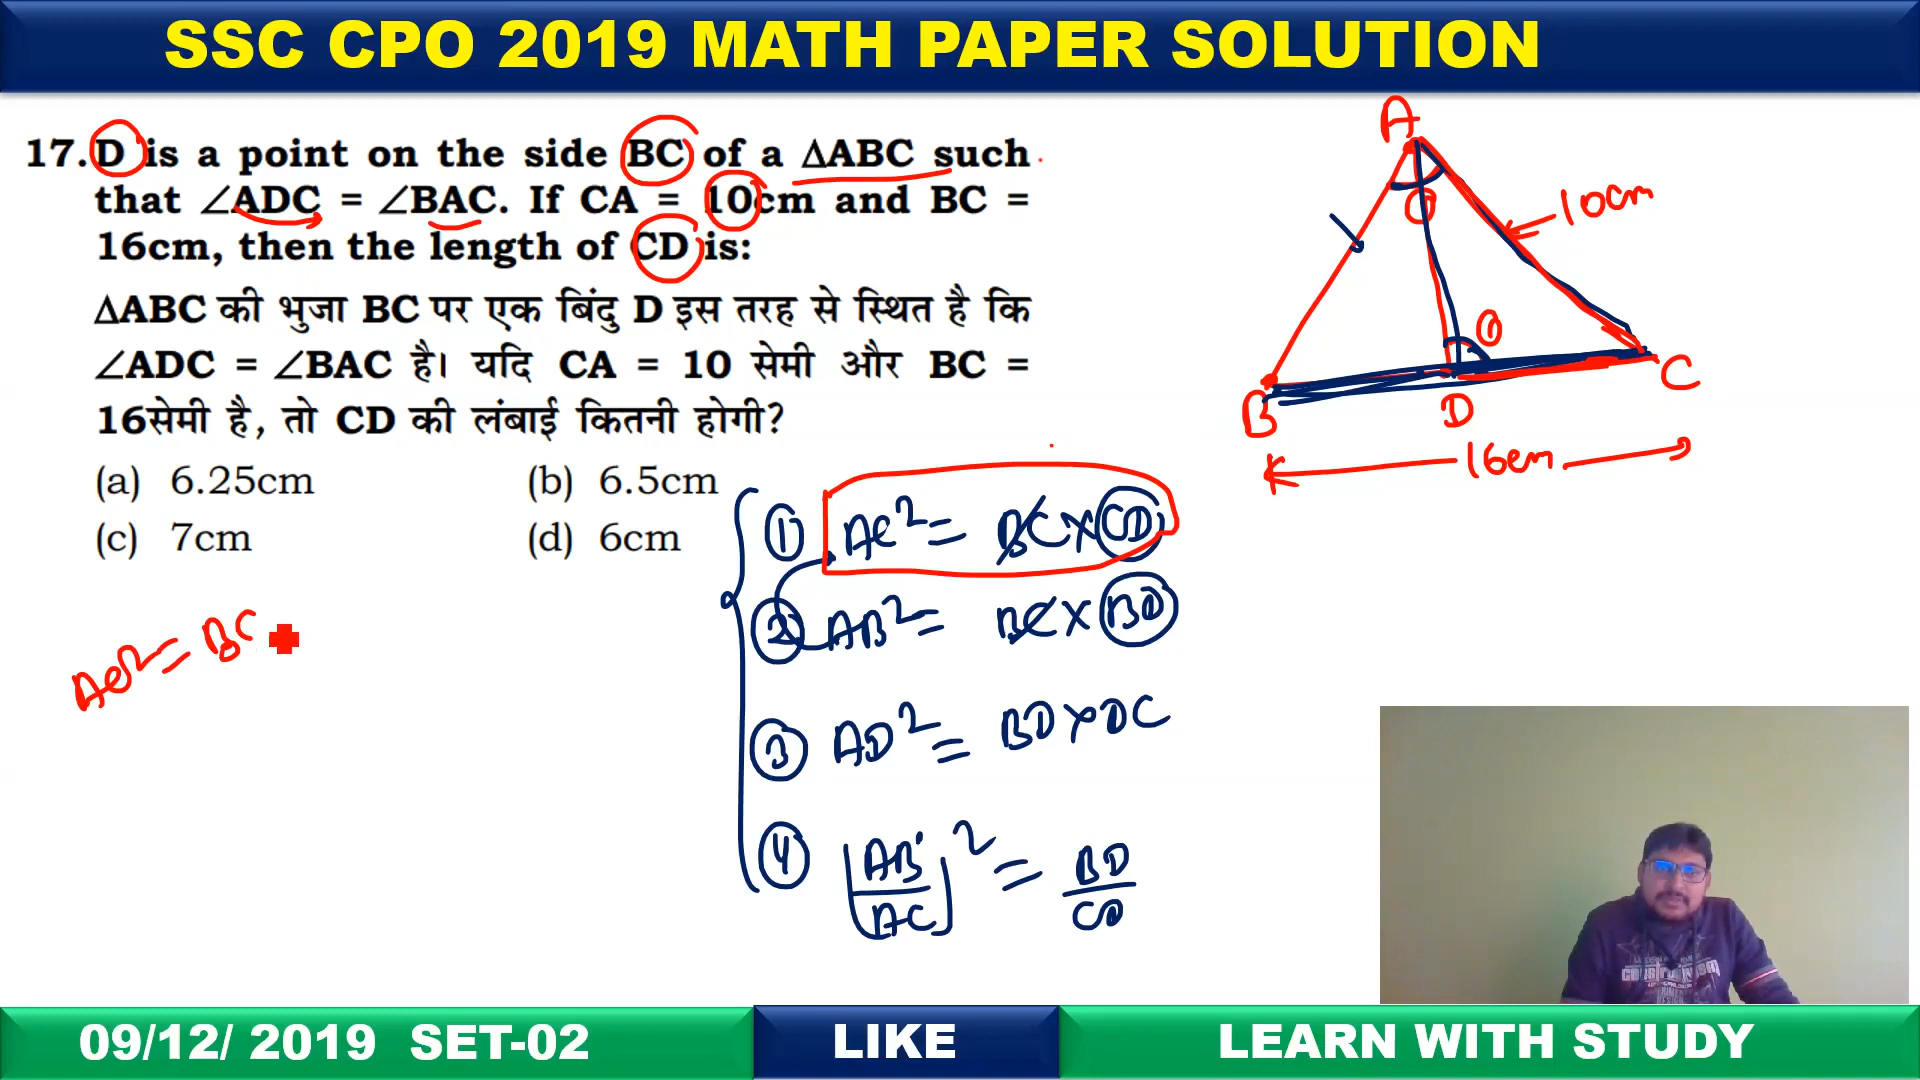 SSC CPO 2019 MATH PAPER SOLUTION
17. D is a point on the side BC of a ΔABC such
that ∠ADC = ∠BAC. If CA = 10cm and BC =
16cm, then the length of CD is:
ΔABC की भुजा BC पर एक बिंदु D इस तरह से स्थित है कि
∠ADC = ∠BAC है। यदि CA = 10 सेमी और BC =
16सेमी है, तो CD की लंबाई कितनी होगी?
(a) 6.25cm (b) 6.5cm
(c) 7cm (d) 6cm
A
θ
10cm
θ
B D C
16cm
① AC² = BC×CD
② AB² = BC×BD
③ AD² = BD×DC
④ (AB/AC)² = BD/CD
AC² = BC
09/12/ 2019 SET-02
LIKE
LEARN WITH STUDY